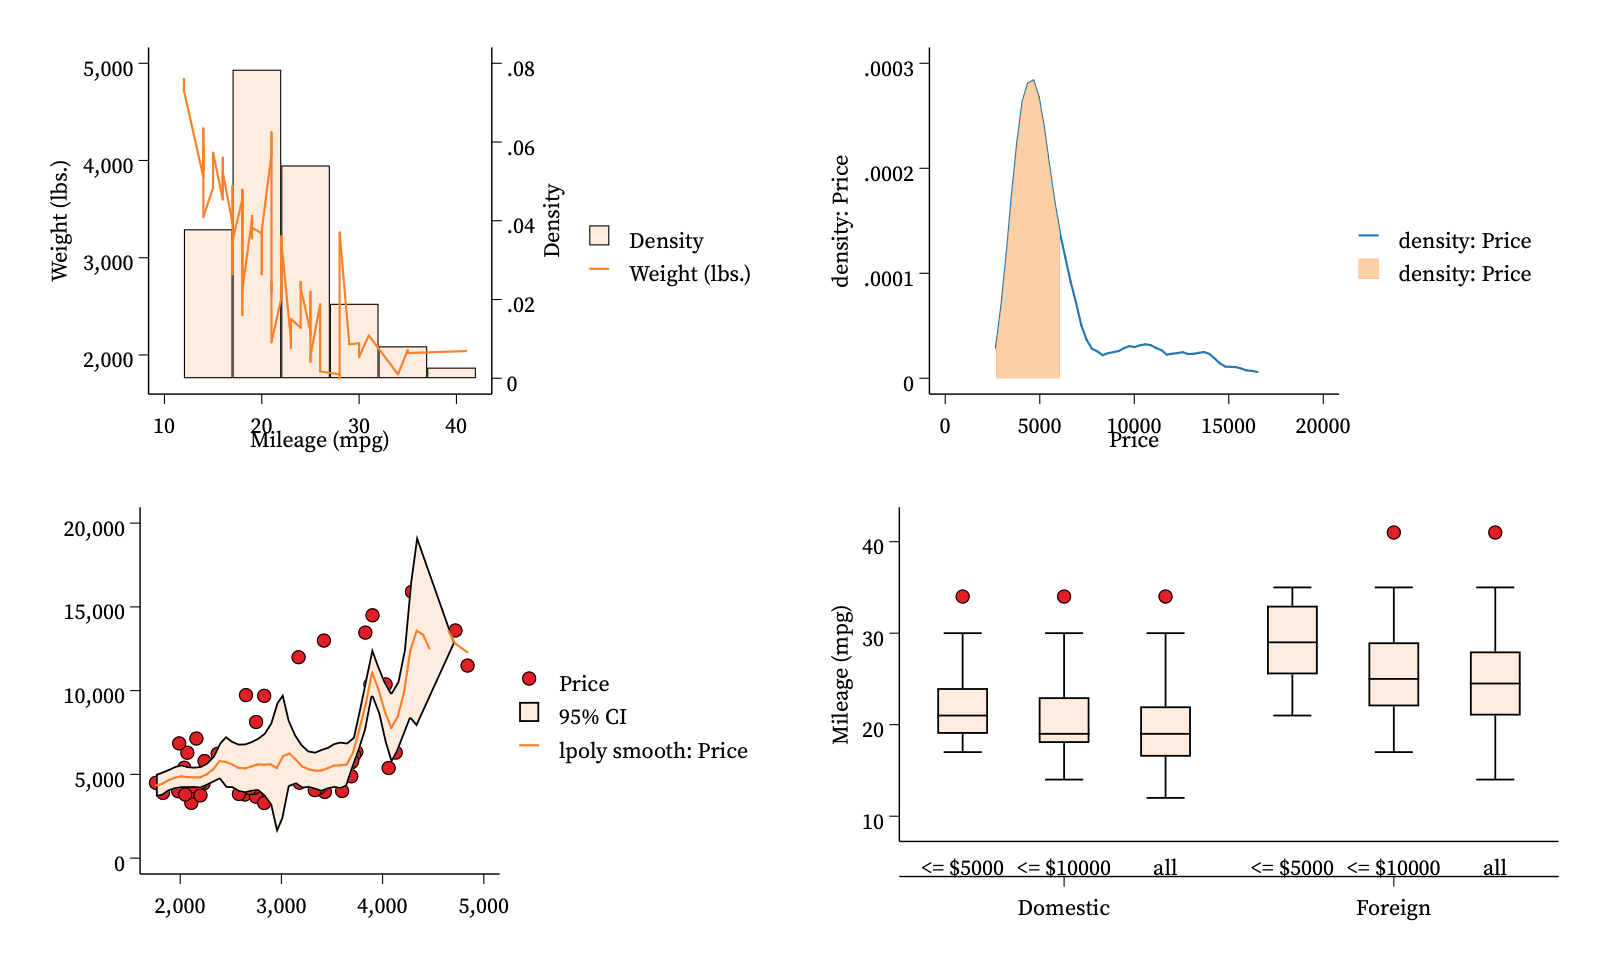 5,000
4,000
3,000
2,000
Weight (lbs.)
.08
.06
.04
.02
0
Density
10 20 30 40
Mileage (mpg)
Density
Weight (lbs.)
.0003
.0002
.0001
0
density: Price
0 5000 10000 15000 20000
Price
density: Price
density: Price
20,000
15,000
10,000
5,000
0
2,000 3,000 4,000 5,000
Price
95% CI
lpoly smooth: Price
40
30
20
10
Mileage (mpg)
<= $5000 <= $10000 all <= $5000 <= $10000 all
Domestic Foreign